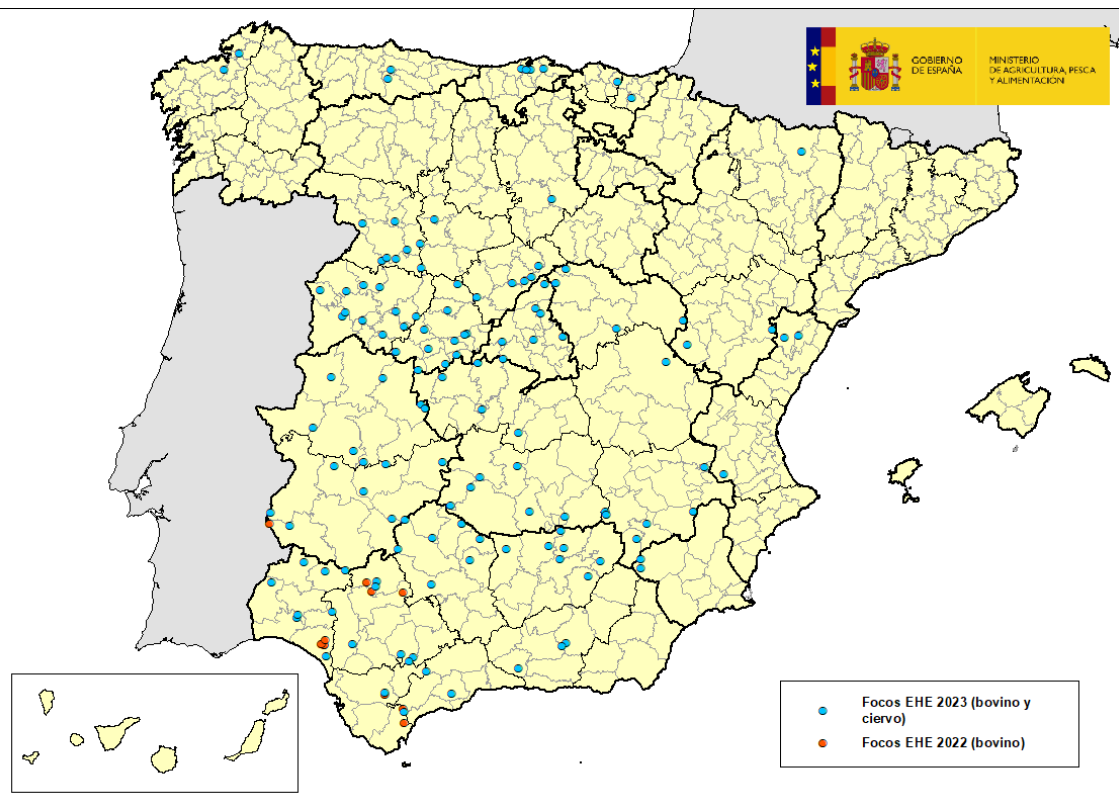 GOBIERNO
DE ESPAÑA
MINISTERIO
DE AGRICULTURA, PESCA
Y ALIMENTACIÓN
Focos EHE 2023 (bovino y
ciervo)
Focos EHE 2022 (bovino)